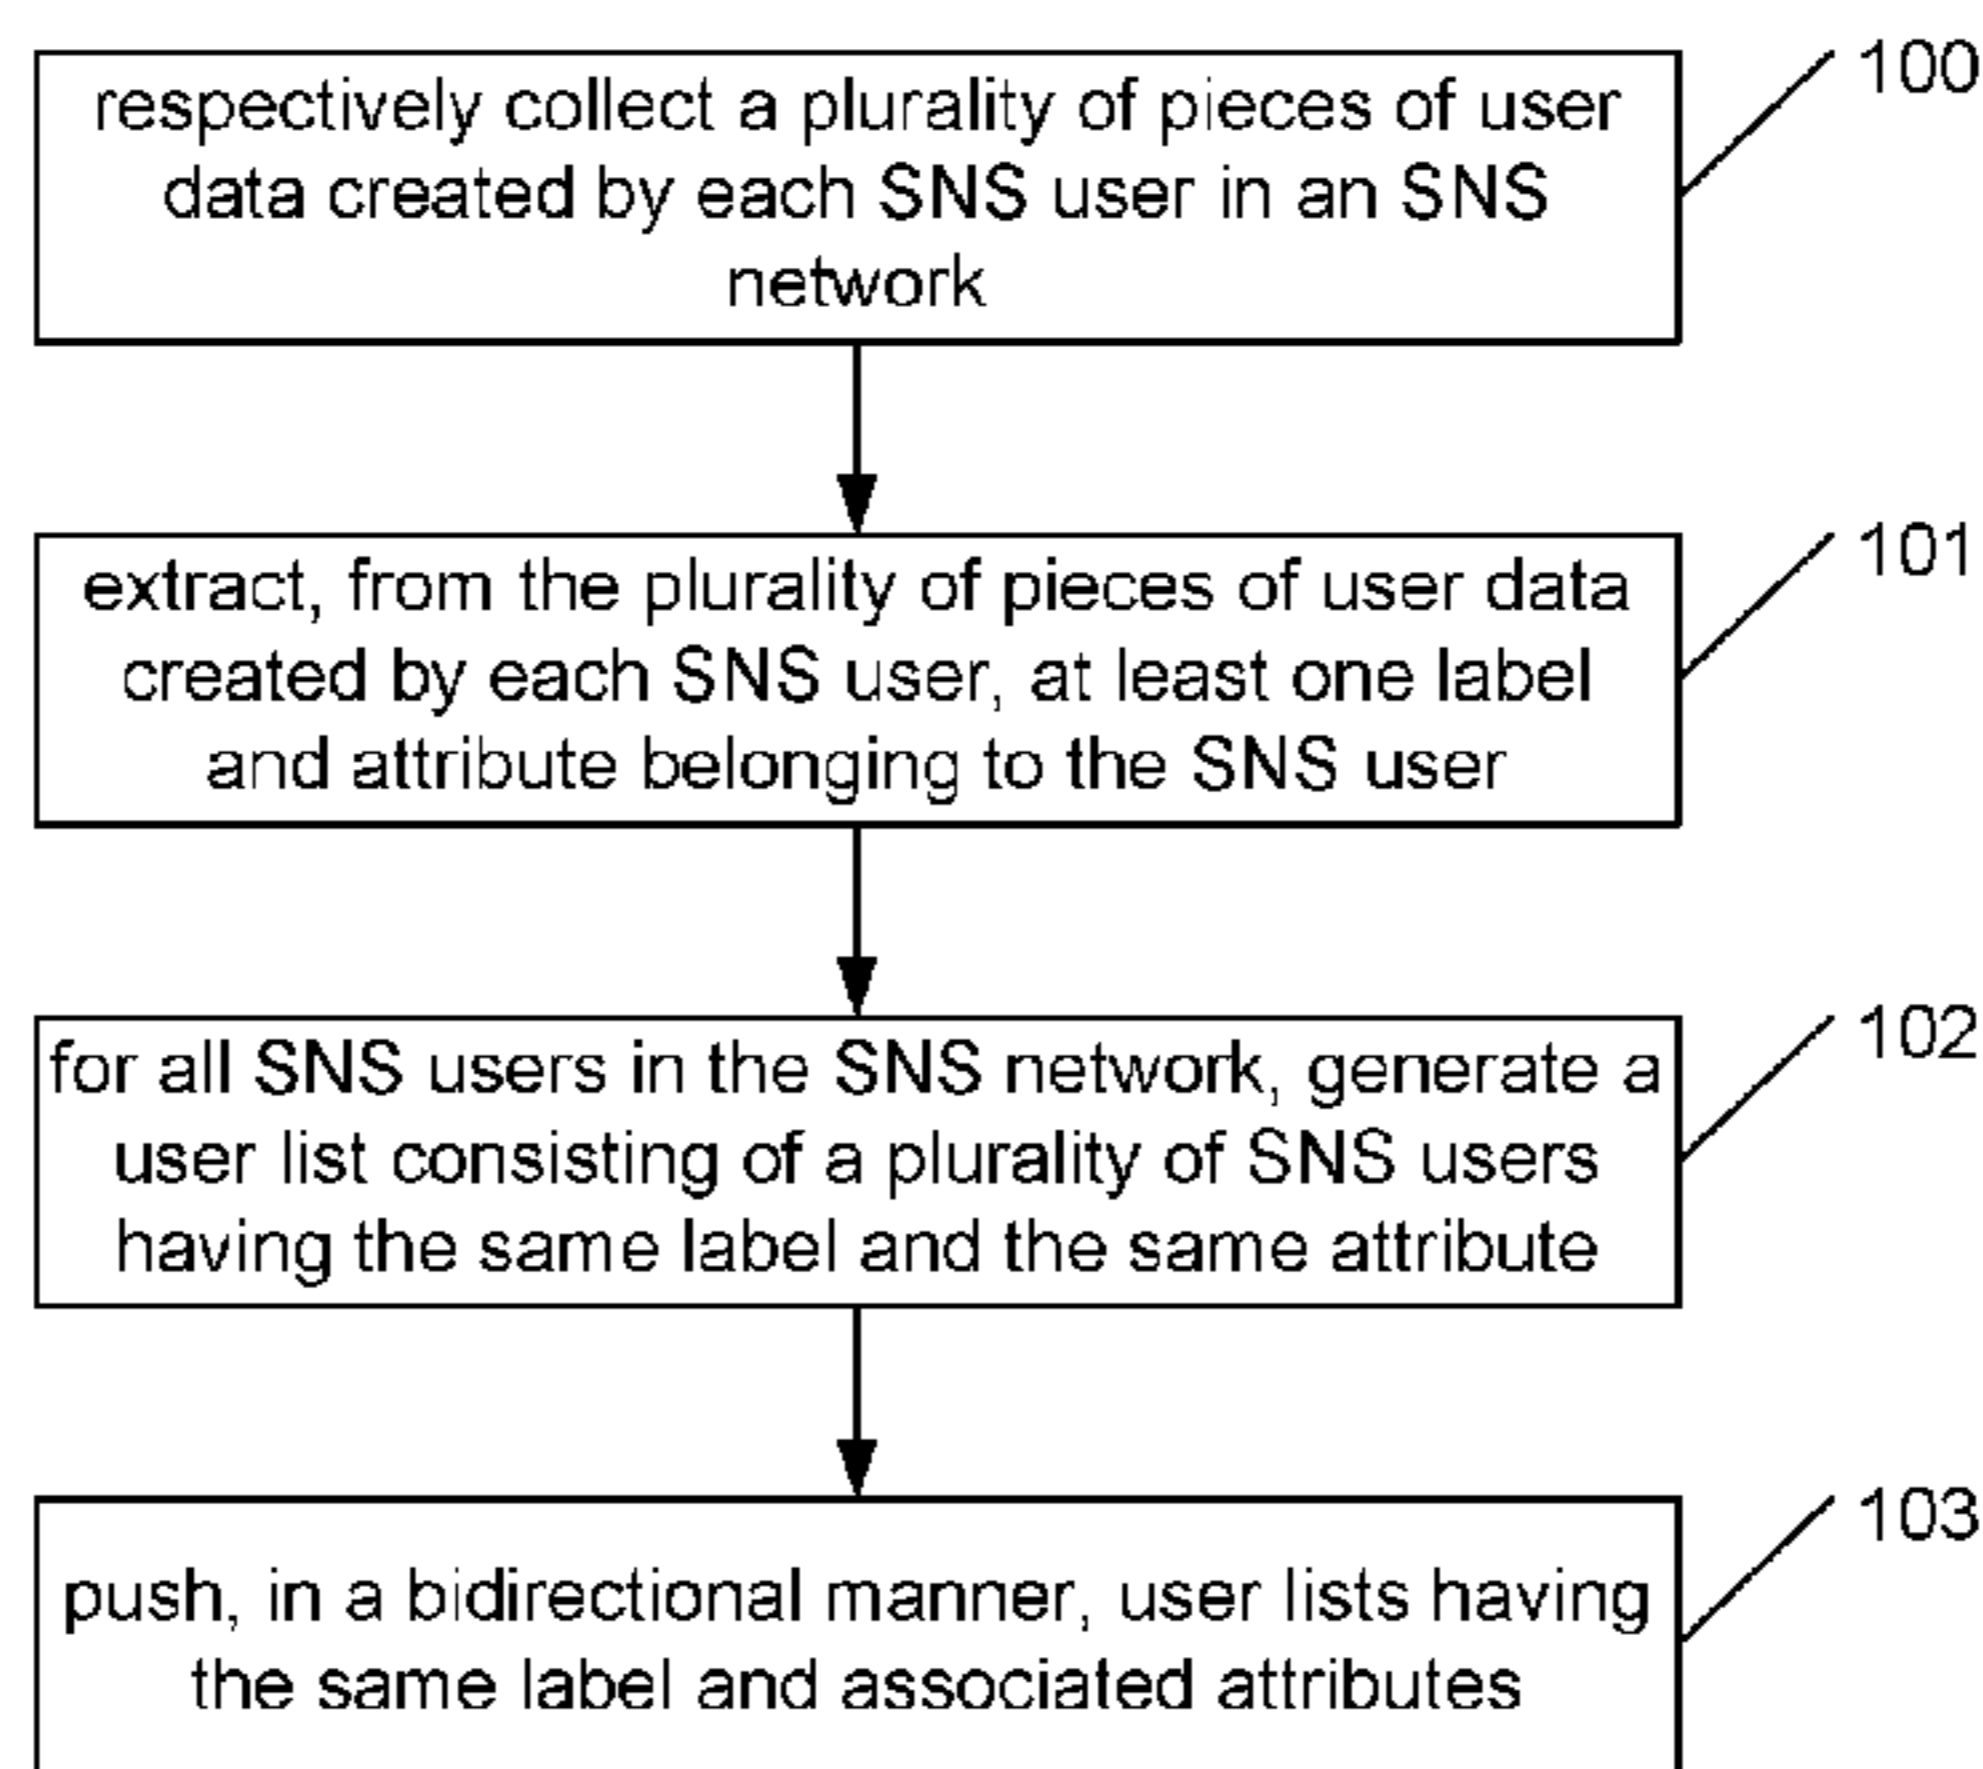 respectively collect a plurality of pieces of user
data created by each SNS user in an SNS
network
100
extract, from the plurality of pieces of user data
created by each SNS user, at least one label
and attribute belonging to the SNS user
101
for all SNS users in the SNS network, generate a
user list consisting of a plurality of SNS users
having the same label and the same attribute
102
push, in a bidirectional manner, user lists having
the same label and associated attributes
103